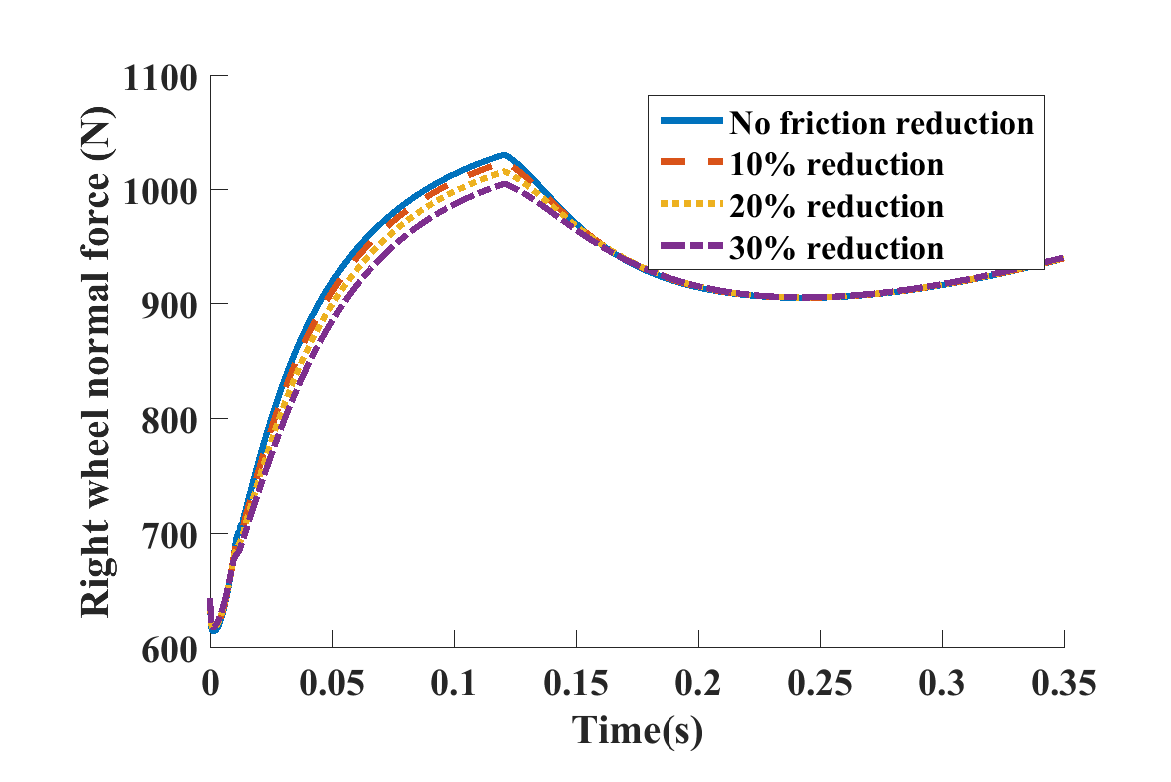 1100
1000
900
800
700
600
Right wheel normal force (N)
No friction reduction
10% reduction
20% reduction
30% reduction
0 0.05 0.1 0.15 0.2 0.25 0.3 0.35
Time(s)